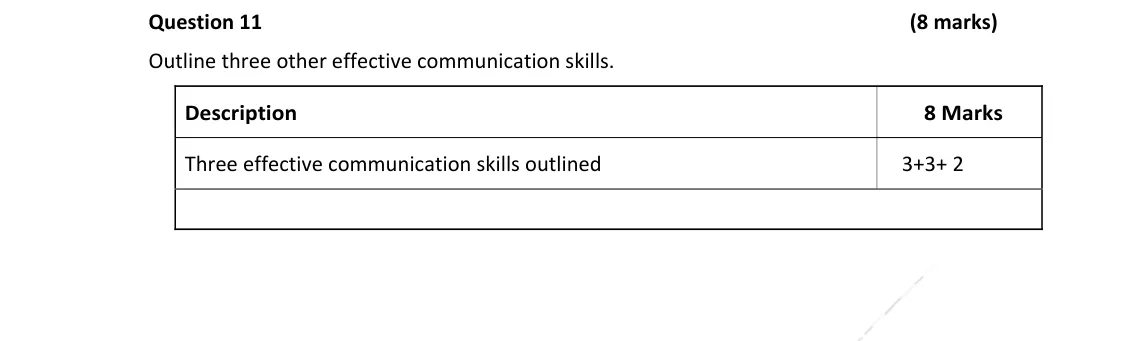 Question 11 (8 marks)
Outline three other effective communication skills.
Description 8 Marks
Three effective communication skills outlined 3+3+ 2